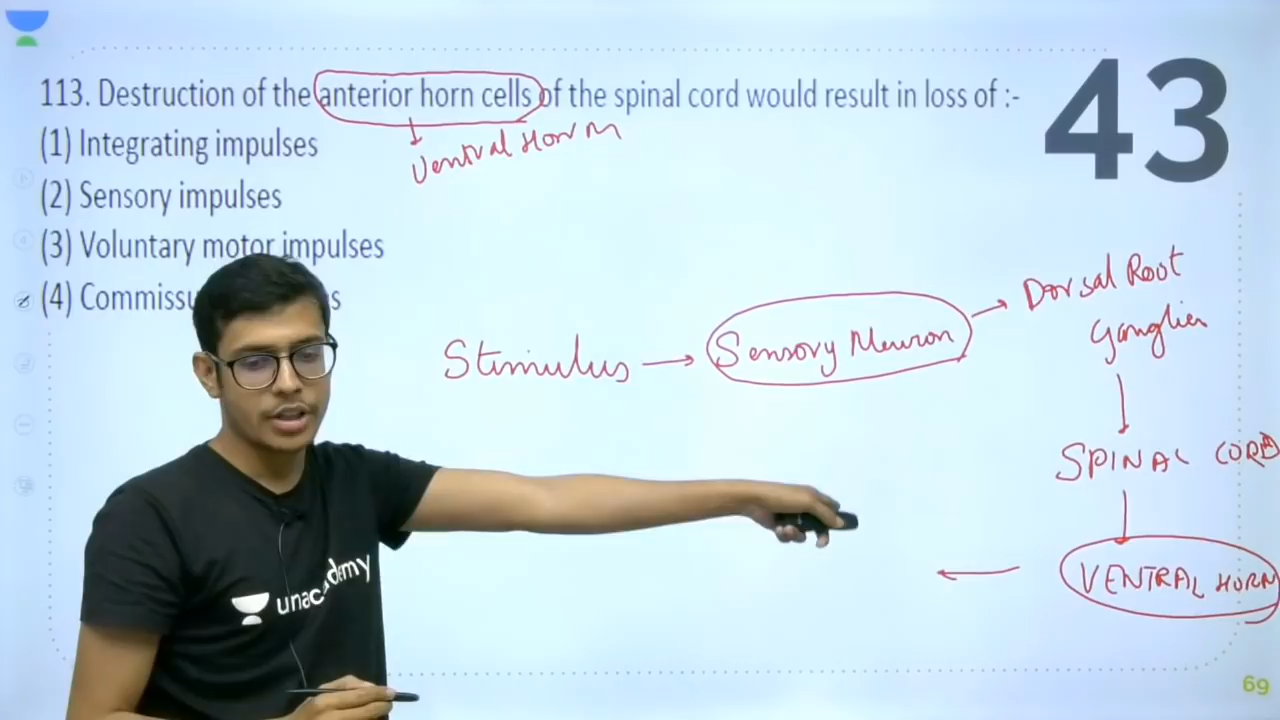 113. Destruction of the anterior horn cells of the spinal cord would result in loss of :-
43
(1) Integrating impulses
Ventral Horn
(2) Sensory impulses
(3) Voluntary motor impulses
(4)
Stimulus → Sensory Neuron → Dorsal Root
Ganglion
SPINAL CORD
VENTRAL HORN
unacademy
69